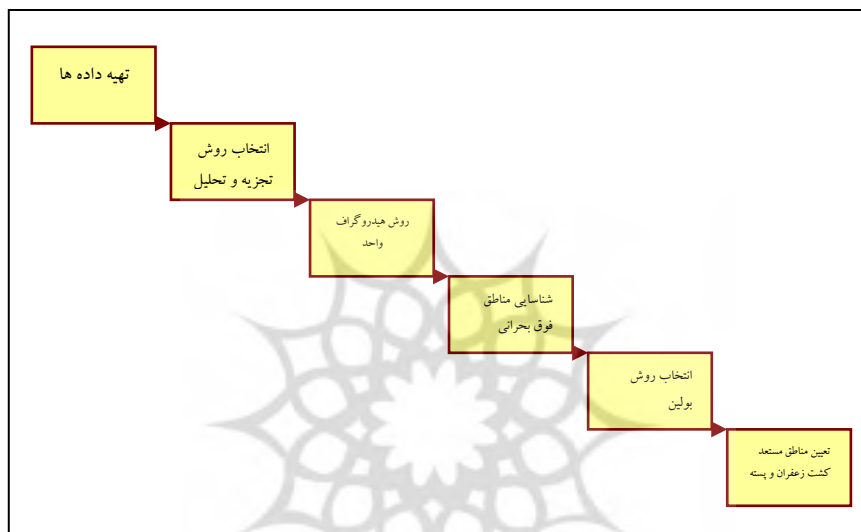 تهیه داده ها
انتخاب روش
تجزیه و تحلیل
روش هیدروگراف
واحد
شناسایی مناطق
فوق بحرانی
انتخاب روش
بولین
تعیین مناطق مستعد
کشت زعفران و پسته